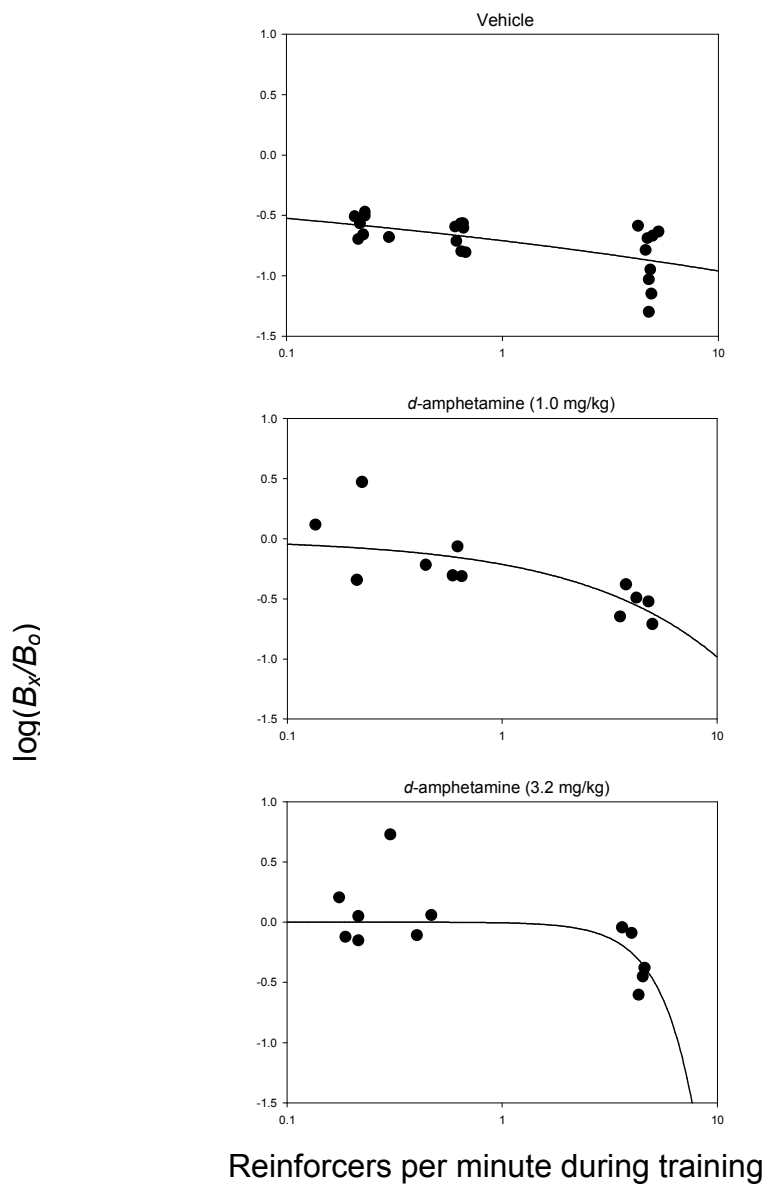 Vehicle
1.0
0.5
0.0
-0.5
-1.0
-1.5
0.1 1 10
d-amphetamine (1.0 mg/kg)
1.0
0.5
0.0
-0.5
-1.0
-1.5
0.1 1 10
log(Bx/Bo)
d-amphetamine (3.2 mg/kg)
1.0
0.5
0.0
-0.5
-1.0
-1.5
0.1 1 10
Reinforcers per minute during training